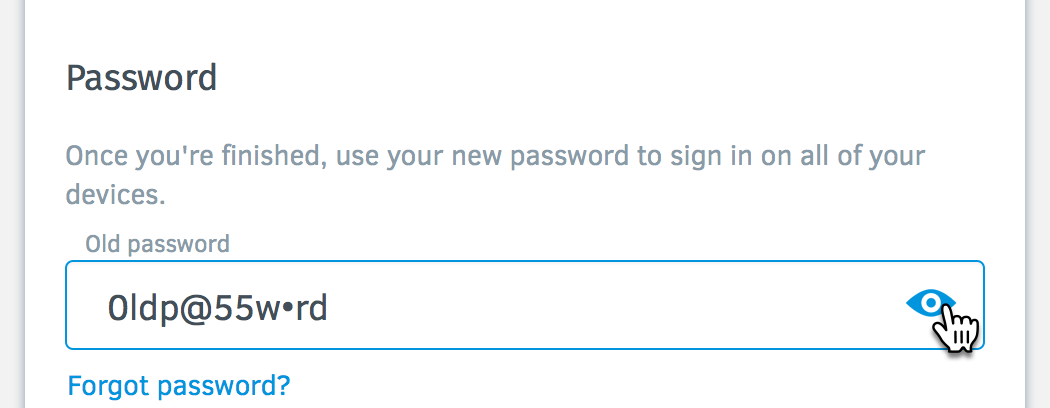 Password
Once you're finished, use your new password to sign in on all of your
devices.
Old password
0ldp@55w•rd
Forgot password?